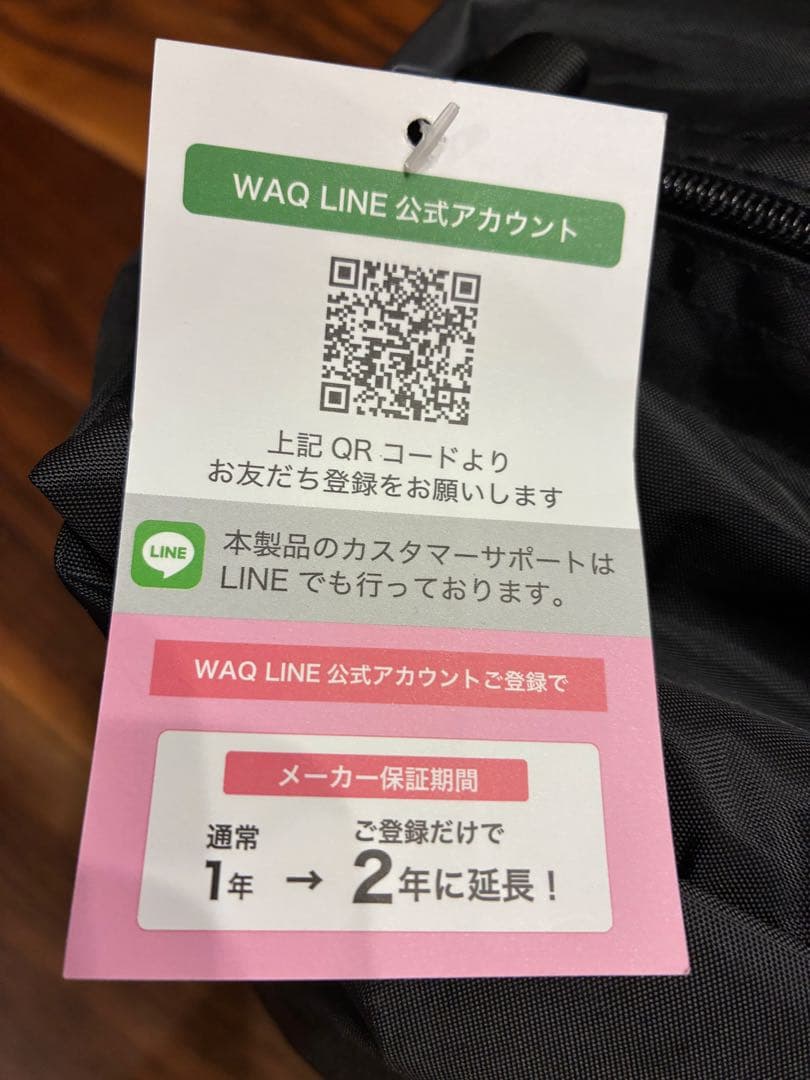 WAQ LINE 公式アカウント
上記 QR コードより
お友だち登録をお願いします
LINE
本製品のカスタマーサポートは
LINE でも行っております。
WAQ LINE 公式アカウントご登録で
メーカー保証期間
通常
1年
→
ご登録だけで
2年に延長！